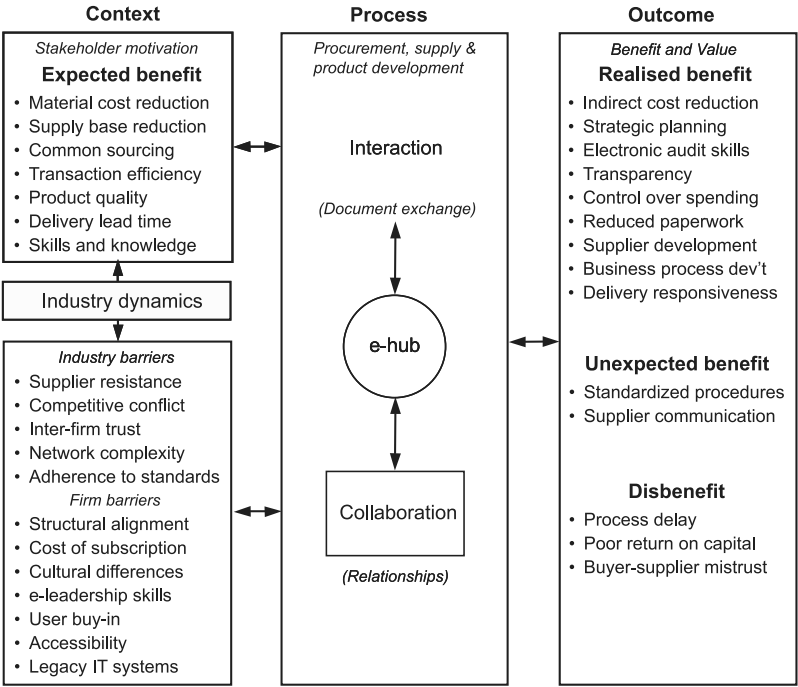 Context
Stakeholder motivation
Expected benefit
• Material cost reduction
• Supply base reduction
• Common sourcing
• Transaction efficiency
• Product quality
• Delivery lead time
• Skills and knowledge
Industry dynamics
Industry barriers
• Supplier resistance
• Competitive conflict
• Inter-firm trust
• Network complexity
• Adherence to standards
Firm barriers
• Structural alignment
• Cost of subscription
• Cultural differences
• e-leadership skills
• User buy-in
• Accessibility
• Legacy IT systems
Process
Procurement, supply &
product development
Interaction
(Document exchange)
e-hub
Collaboration
(Relationships)
Outcome
Benefit and Value
Realised benefit
• Indirect cost reduction
• Strategic planning
• Electronic audit skills
• Transparency
• Control over spending
• Reduced paperwork
• Supplier development
• Business process dev't
• Delivery responsiveness
Unexpected benefit
• Standardized procedures
• Supplier communication
Disbenefit
• Process delay
• Poor return on capital
• Buyer-supplier mistrust